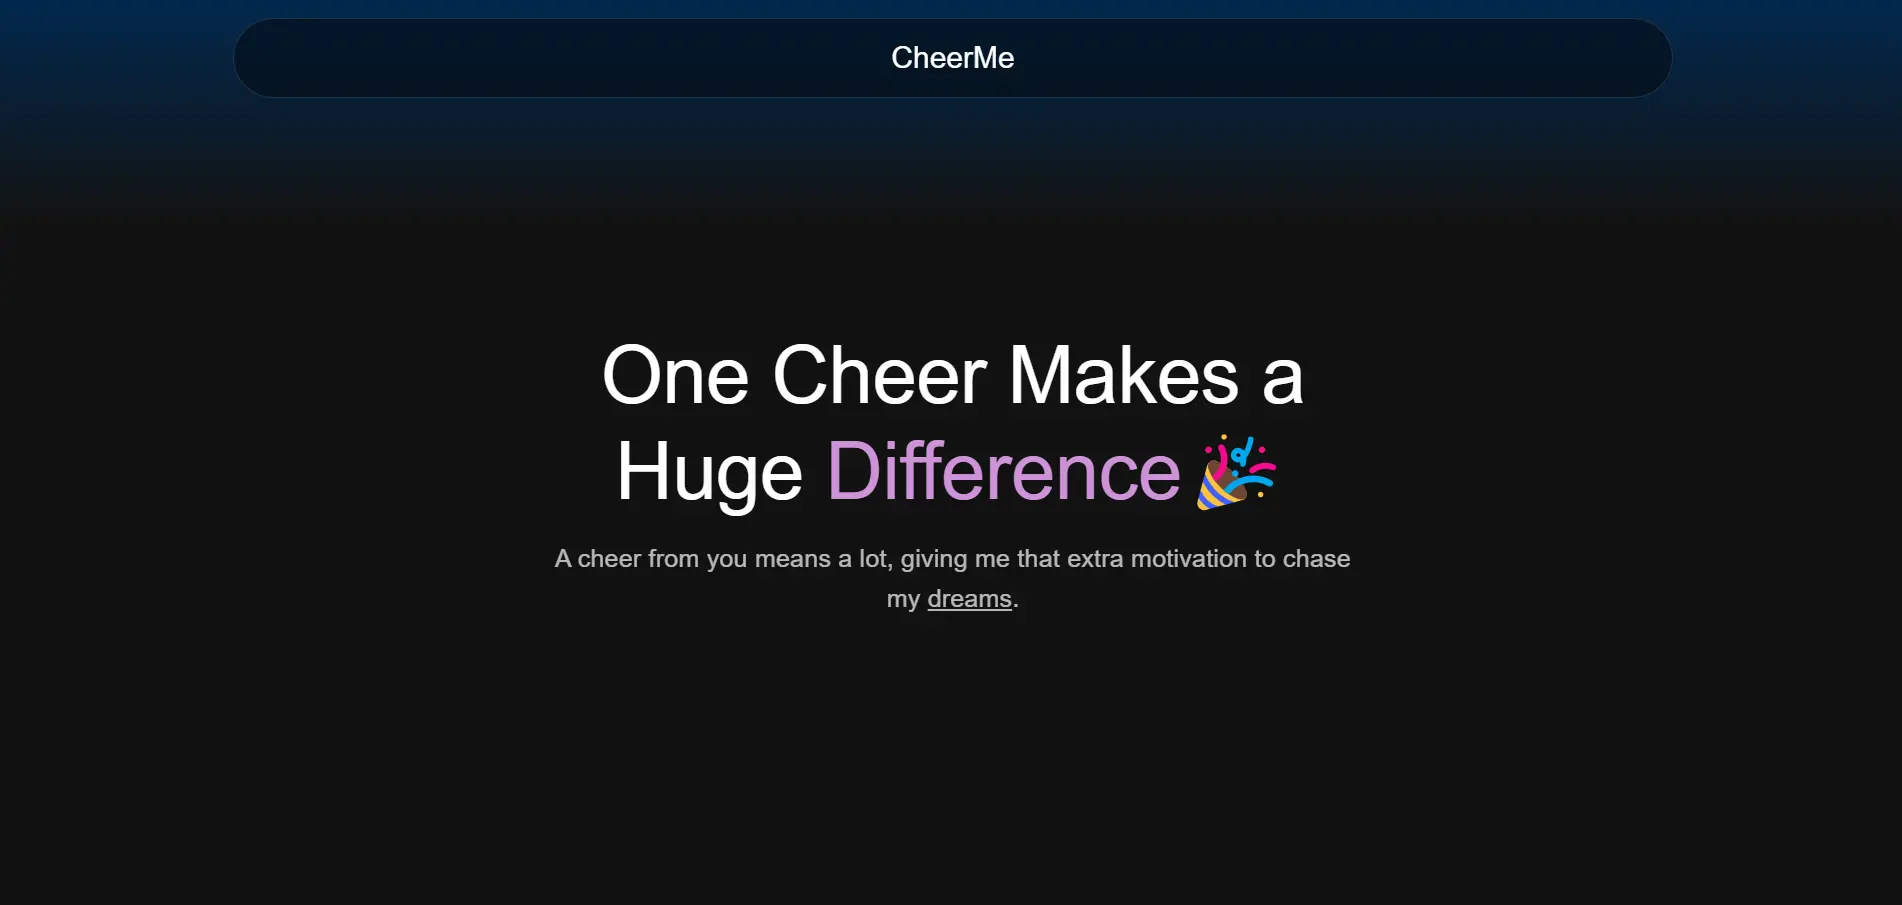 CheerMe
One Cheer Makes a
Huge Difference 🎉
A cheer from you means a lot, giving me that extra motivation to chase
my dreams.